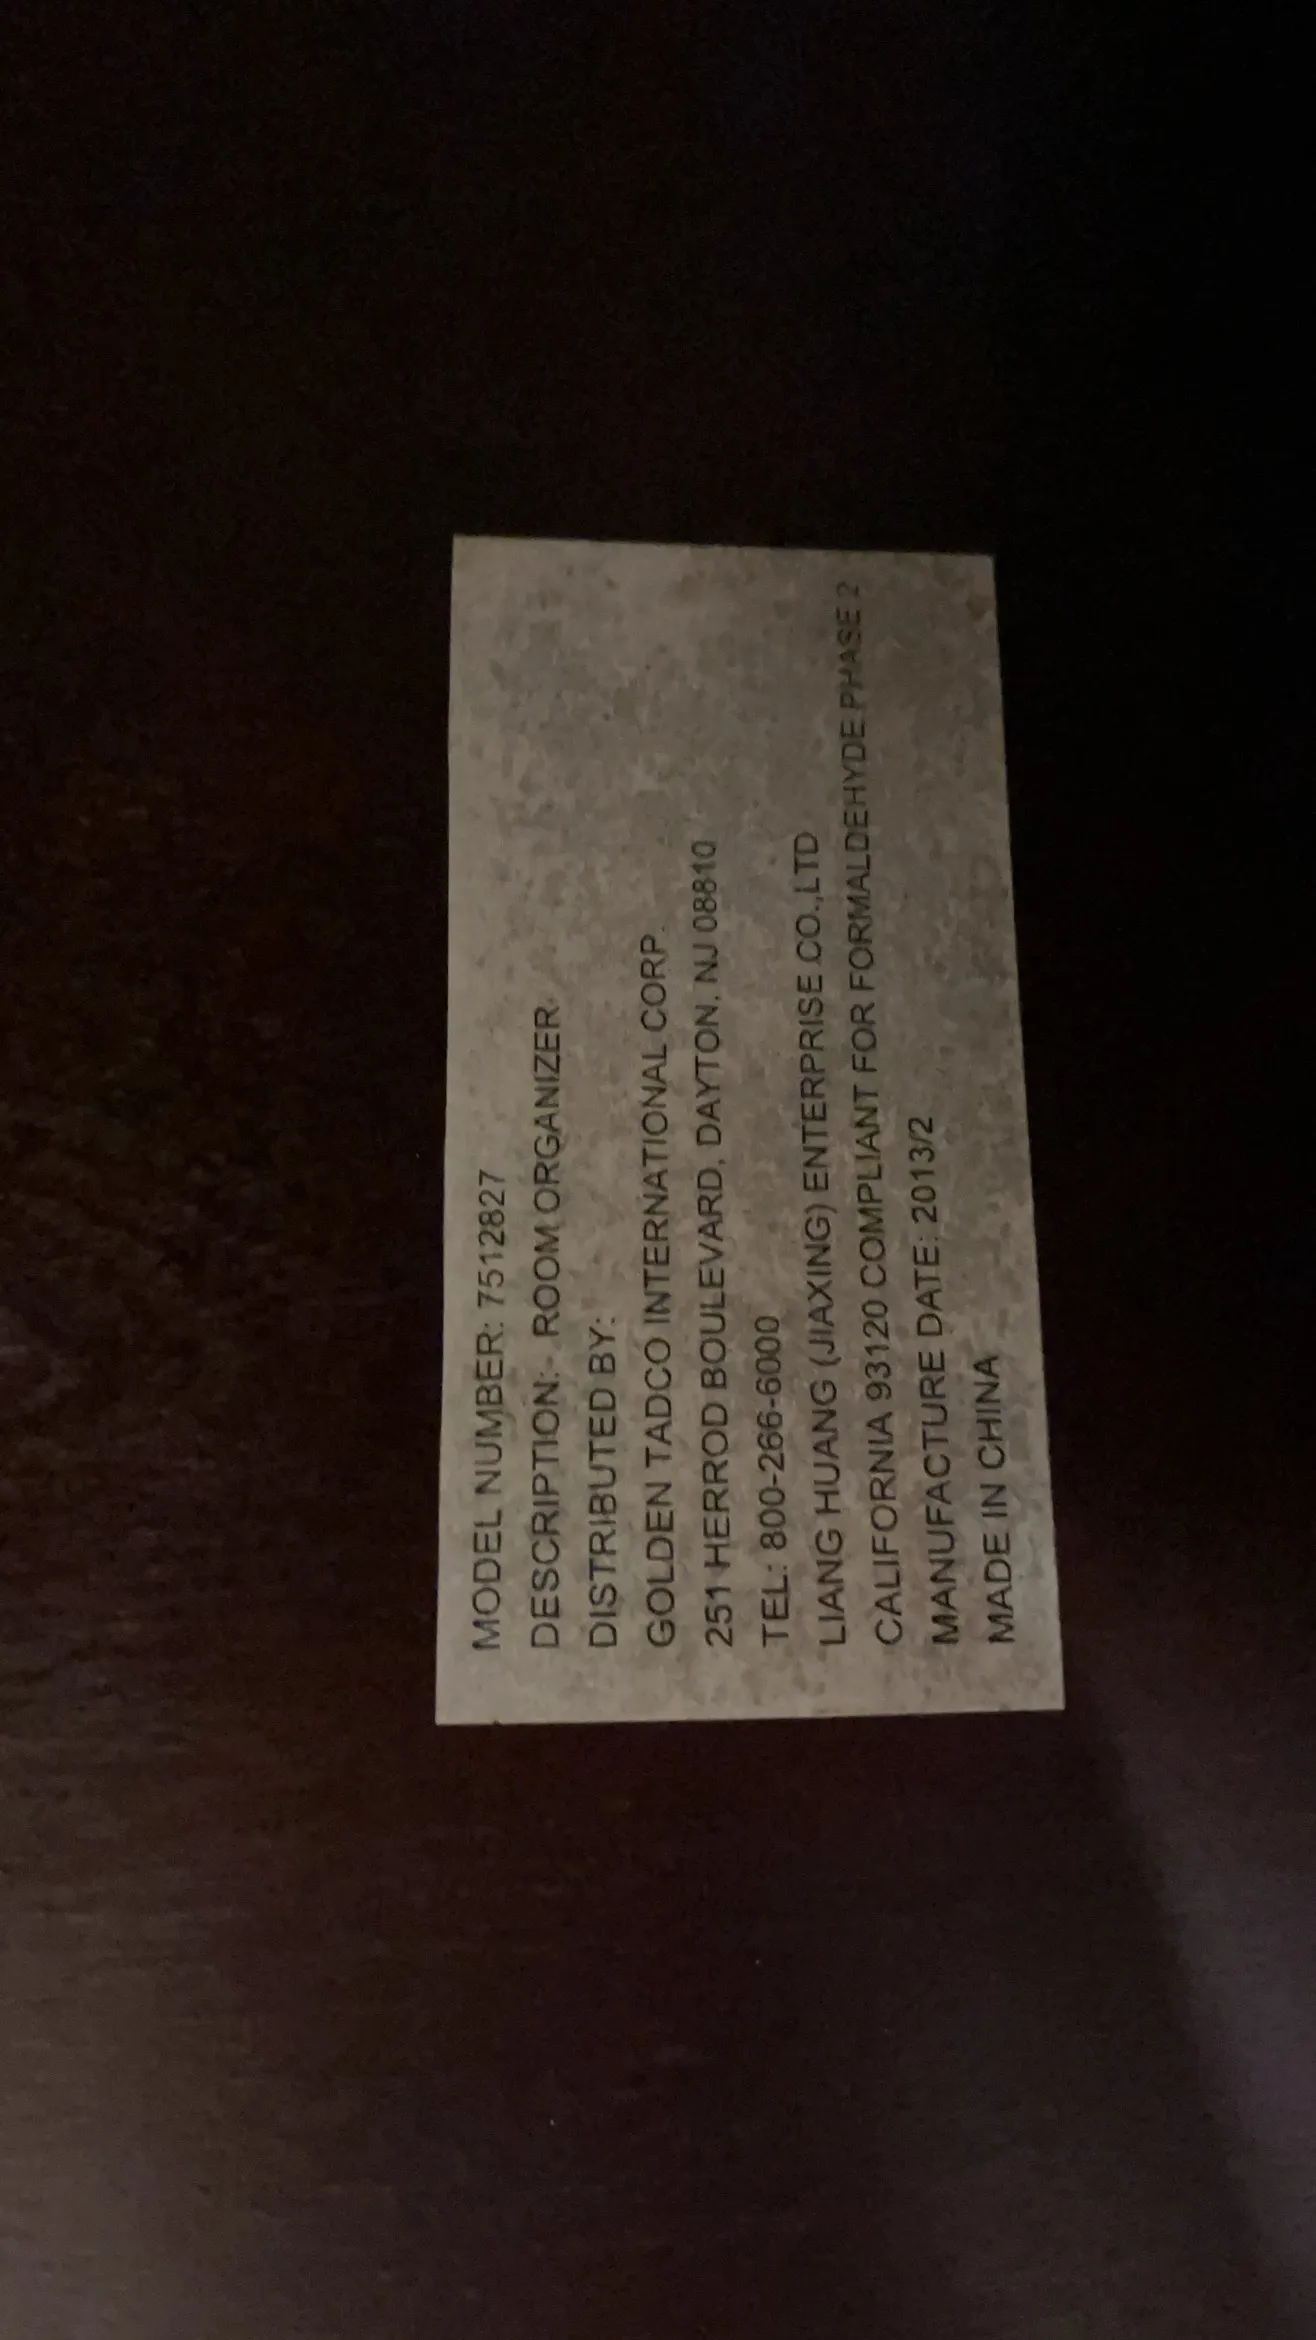 MODEL NUMBER: 7512827
DESCRIPTION: ROOM ORGANIZER
DISTRIBUTED BY:
GOLDEN TADCO INTERNATIONAL CORP.
251 HERROD BOULEVARD, DAYTON, NJ 08810
TEL: 800-266-6000
LIANG HUANG (JIAXING) ENTERPRISE CO.,LTD
CALIFORNIA 93120 COMPLIANT FOR FORMALDEHYDE PHASE 2
MANUFACTURE DATE: 2013/2
MADE IN CHINA